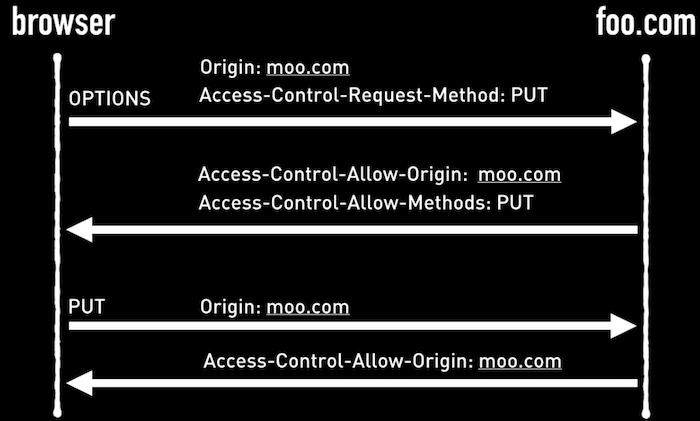 browser
foo.com
Origin: moo.com
Access-Control-Request-Method: PUT
OPTIONS
Access-Control-Allow-Origin: moo.com
Access-Control-Allow-Methods: PUT
PUT
Origin: moo.com
Access-Control-Allow-Origin: moo.com